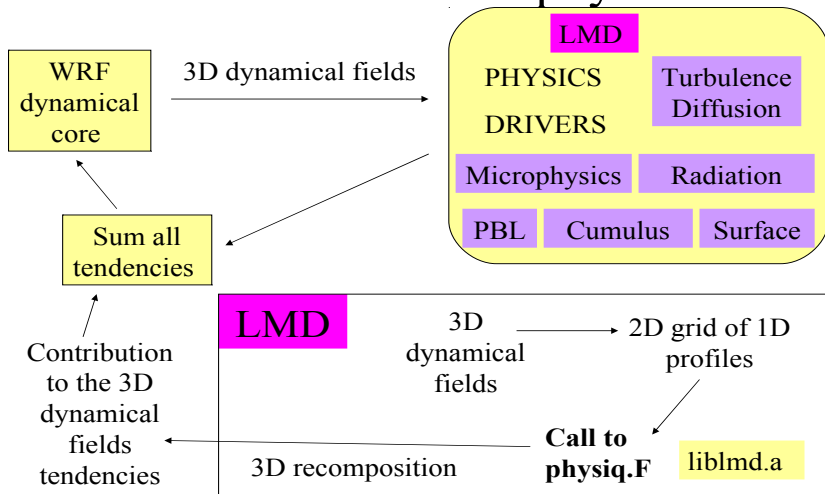 phy
LMD
WRF
dynamical
core
3D dynamical fields
PHYSICS
DRIVERS
Turbulence
Diffusion
Microphysics
Radiation
PBL
Cumulus
Surface
Sum all
tendencies
LMD
3D
dynamical
fields
2D grid of 1D
profiles
Contribution
to the 3D
dynamical
fields
tendencies
3D recomposition
Call to
physiq.F
liblmd.a